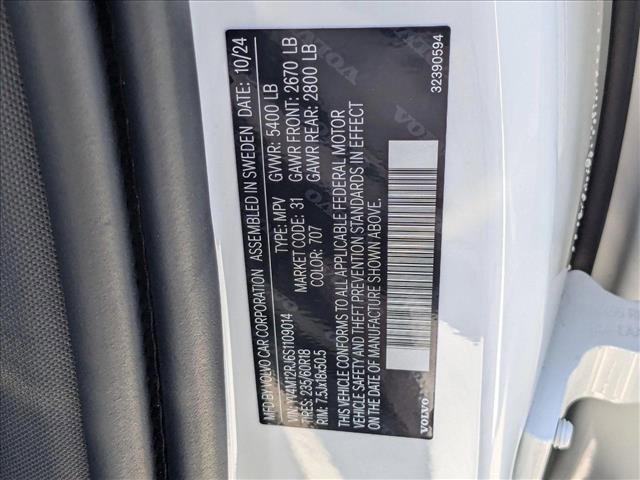 MFD BY VOLVO CAR CORPORATION ASSEMBLED IN SWEDEN DATE: 10/24
TYPE: MPV GVWR: 5400 LB
MARKET CODE: 31 GAWR FRONT: 2670 LB
COLOR: 707 GAWR REAR: 2800 LB
TIRES: 235/60R18
RIM: 7.5Jx18x50.5
THIS VEHICLE CONFORMS TO ALL APPLICABLE FEDERAL MOTOR
VEHICLE SAFETY AND THEFT PREVENTION STANDARDS IN EFFECT
ON THE DATE OF MANUFACTURE SHOWN ABOVE.
VOLVO 32390594